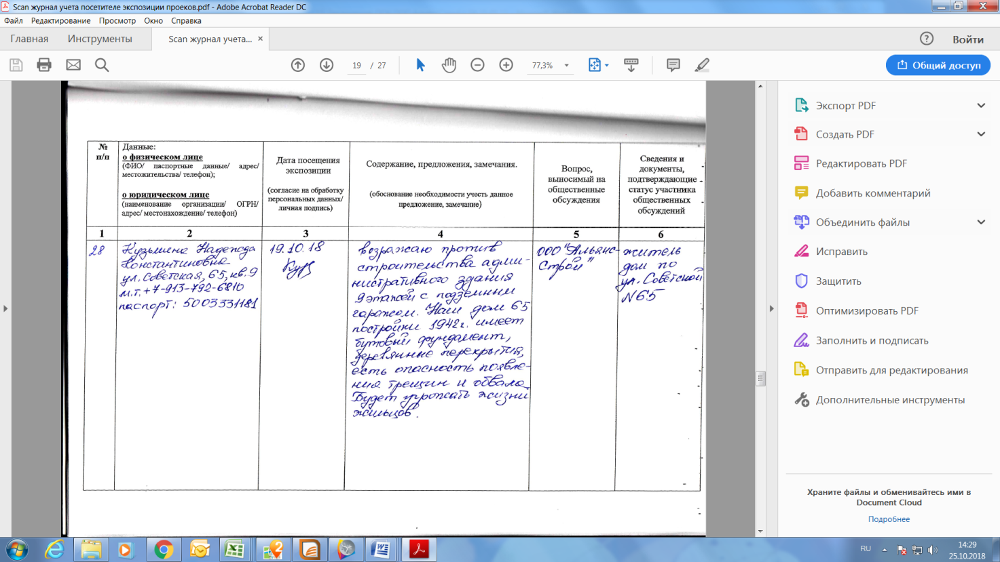 Scan журнал учета посетителе экспозиции проеков.pdf - Adobe Acrobat Reader DC
Файл Редактирование Просмотр Окно Справка
Главная Инструменты Scan журнал учета... × Войти
19 / 27 77,3% Общий доступ
№ п/п
Данные:
о физическом лице
(ФИО/ паспортные данные/ адрес/
местожительства/ телефон);
о юридическом лице
(наименование организации/ ОГРН/
адрес/ местонахождение/ телефон)
Дата посещения
экспозиции
(согласие на обработку
персональных данных/
личная подпись)
Содержание, предложения, замечания.
(обоснование необходимости учесть данное
предложение, замечание)
Вопрос,
выносимый на
общественные
обсуждения
Сведения и
документы,
подтверждающие
статус участника
общественных
обсуждений
1 2 3 4 5 6
28
Кузьмина Надежда
Константиновна
ул. Советская, 65, кв. 9
м.т. +7-913-792-6810
паспорт: 5003331181
19.10.18
Куз
возражаю против
строительства адми-
нистративного здания
9 этажей с подземным
гаражом. Наш дом 65
постройки 1942г. имеет
бутовый фундамент,
деревянные перекрытия,
есть опасность появле-
ния трещин и обвала.
Будет угрожать жизни
жильцов.
ООО "Альянс-
Строй"
житель
дом по
ул. Советской
N65
Экспорт PDF
Создать PDF
Редактировать PDF
Добавить комментарий
Объединить файлы
Исправить
Защитить
Оптимизировать PDF
Заполнить и подписать
Отправить для редактирования
Дополнительные инструменты
Храните файлы и обменивайтесь ими в
Document Cloud
Подробнее
RU
14:29
25.10.2018